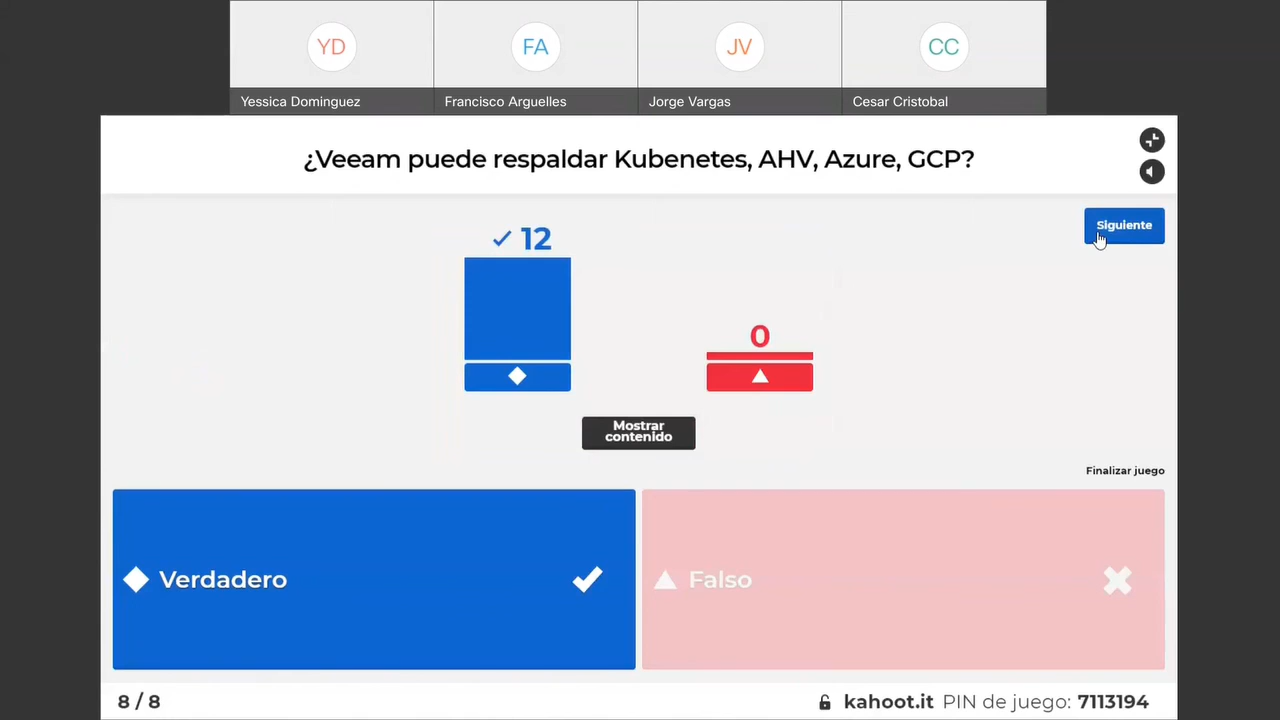 YD
FA
JV
CC
Yessica Dominguez
Francisco Arguelles
Jorge Vargas
Cesar Cristobal
¿Veeam puede respaldar Kubenetes, AHV, Azure, GCP?
Siguiente
12
0
Mostrar
contenido
Finalizar juego
Verdadero
Falso
8 / 8
kahoot.it PIN de juego: 7113194